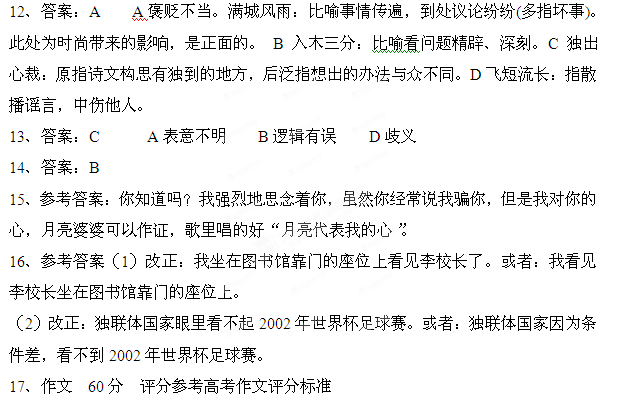 12、答案：A　　A褒贬不当。满城风雨：比喻事情传遍，到处议论纷纷(多指坏事)。
此处为时尚带来的影响，是正面的。 B 入木三分：比喻看问题精辟、深刻。C 独出
心裁：原指诗文构思有独到的地方，后泛指想出的办法与众不同。D飞短流长：指散
播谣言，中伤他人。
13、答案：C　　A表意不明　　B逻辑有误　　D歧义
14、答案：B
15、参考答案：你知道吗？我强烈地思念着你，虽然你经常说我骗你，但是我对你的
心，月亮婆婆可以作证，歌里唱的好“月亮代表我的心”。
16、参考答案（1）改正：我坐在图书馆靠门的座位上看见李校长了。或者：我看见
李校长坐在图书馆靠门的座位上。
（2）改正：独联体国家眼里看不起2002年世界杯足球赛。或者：独联体国家因为条
件差，看不到2002年世界杯足球赛。
17、作文　60分　评分参考高考作文评分标准